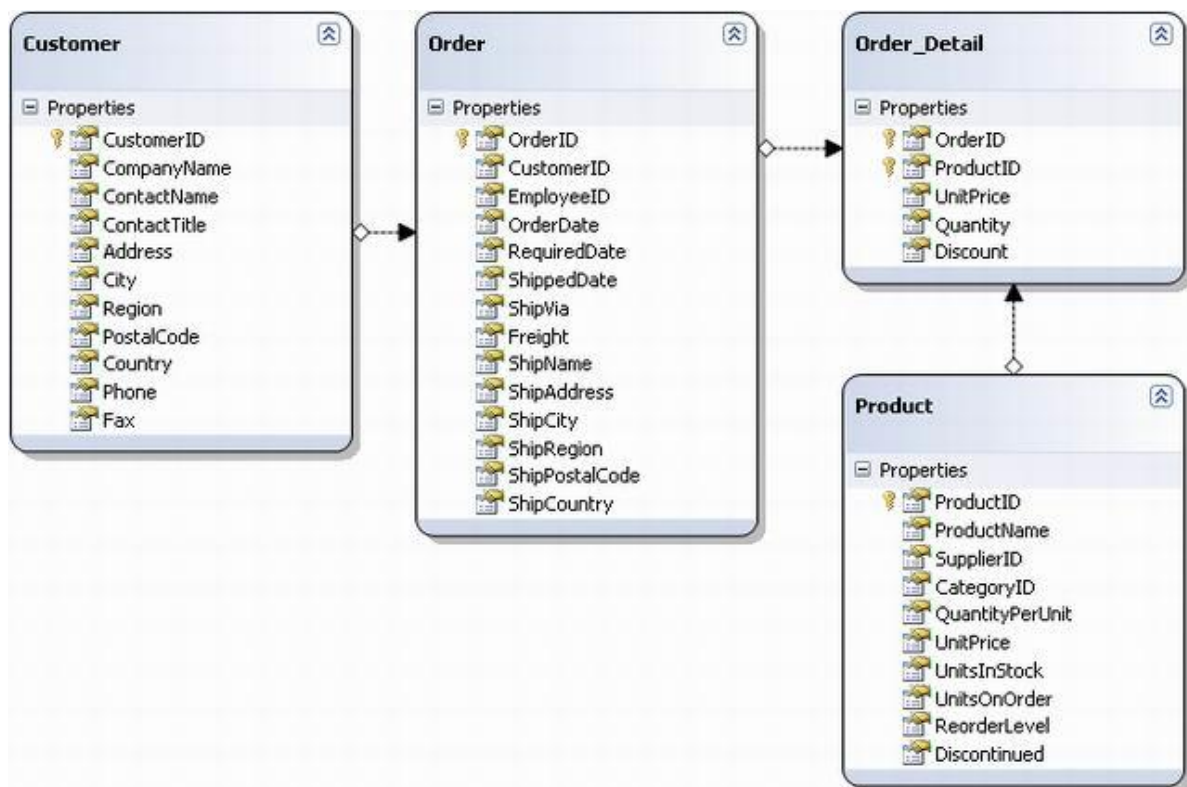 Customer
Properties
CustomerID
CompanyName
ContactName
ContactTitle
Address
City
Region
PostalCode
Country
Phone
Fax
Order
Properties
OrderID
CustomerID
EmployeeID
OrderDate
RequiredDate
ShippedDate
ShipVia
Freight
ShipName
ShipAddress
ShipCity
ShipRegion
ShipPostalCode
ShipCountry
Order_Detail
Properties
OrderID
ProductID
UnitPrice
Quantity
Discount
Product
Properties
ProductID
ProductName
SupplierID
CategoryID
QuantityPerUnit
UnitPrice
UnitsInStock
UnitsOnOrder
ReorderLevel
Discontinued